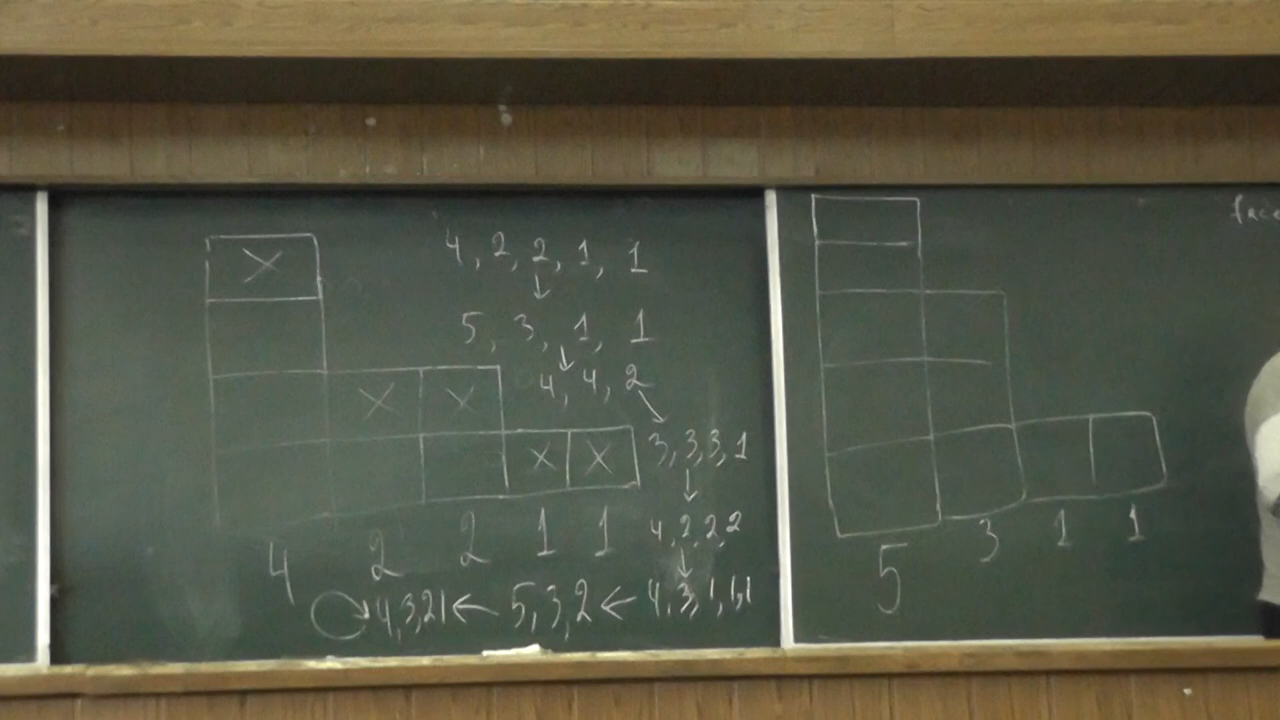 4, 2, 2, 1, 1
↓
5, 3, 1, 1
↓
4, 4, 2
↘
3, 3, 3, 1
↓
4, 2, 2, 2
↓
4,3,21 ← 5,3,2 ← 4,3,1,1,1
4 2 2 1 1
5 3 1 1